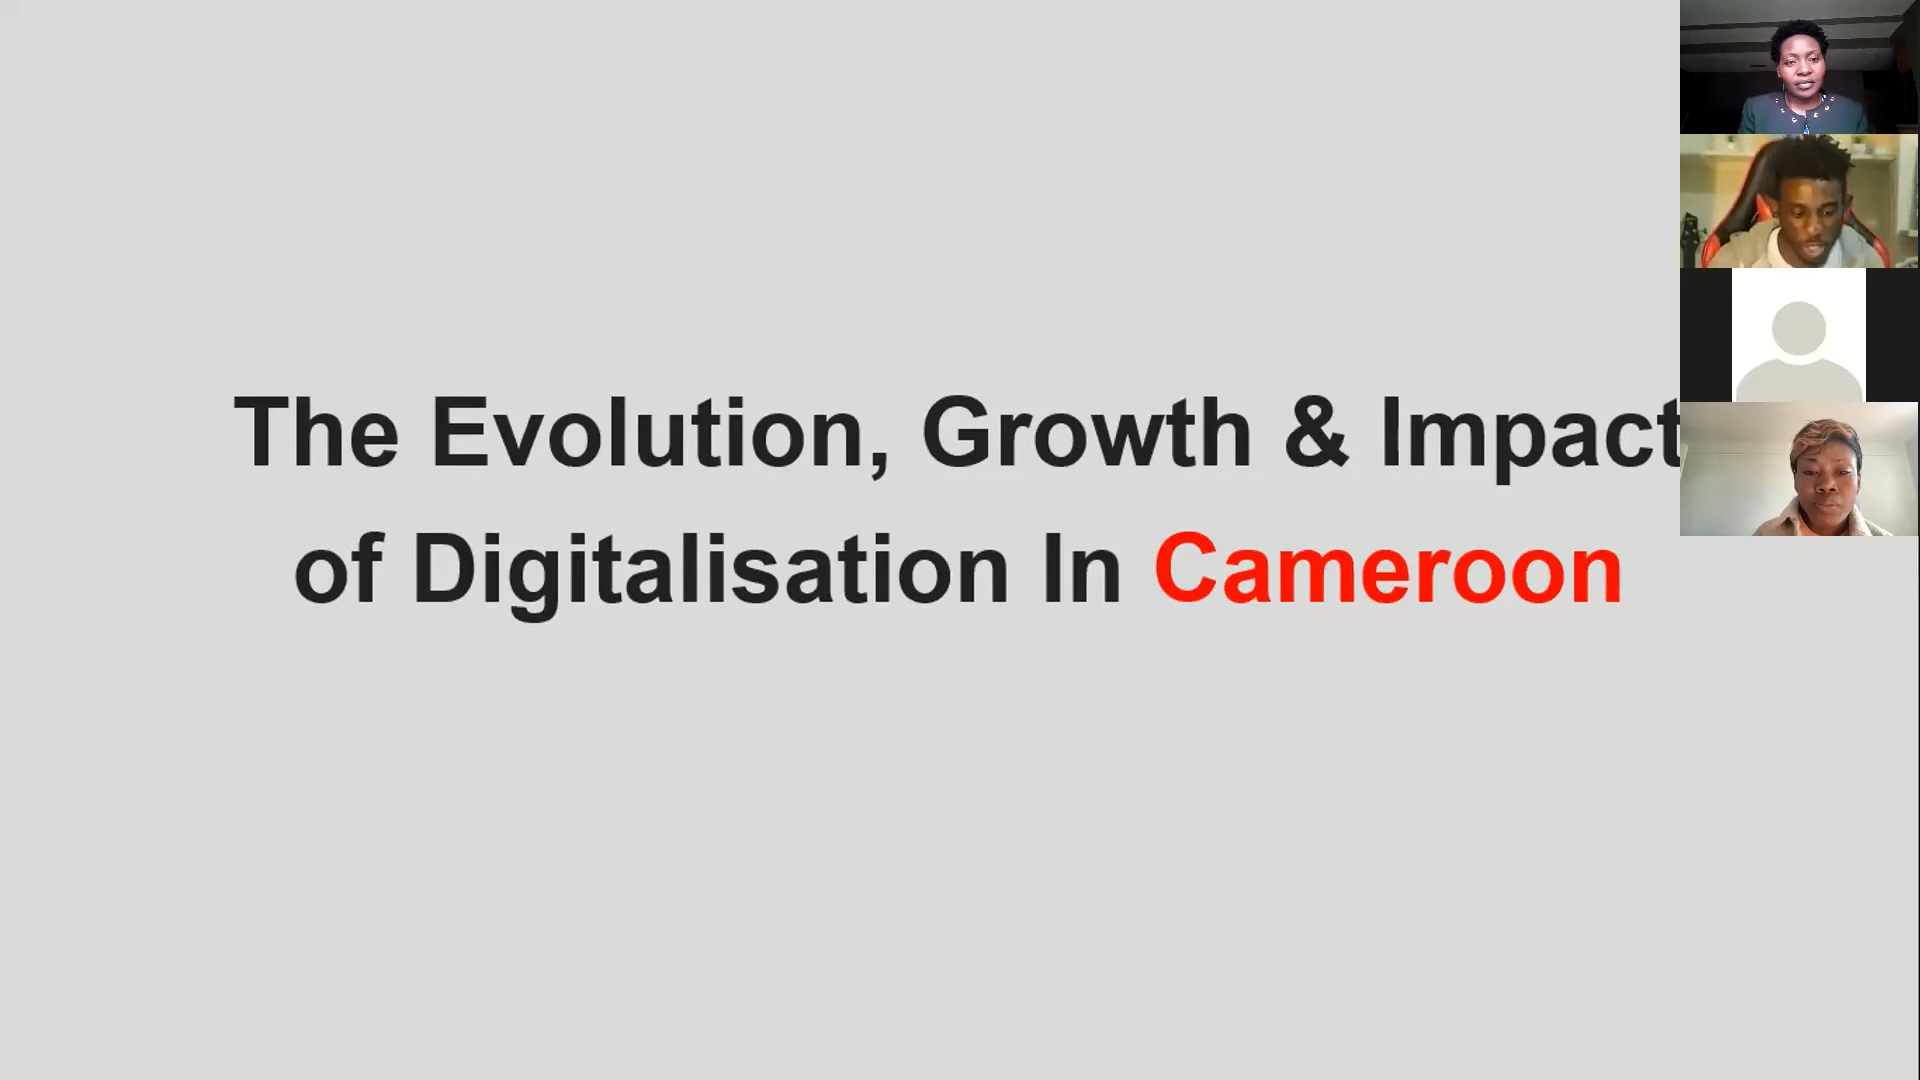 The Evolution, Growth & Impact
of Digitalisation In Cameroon